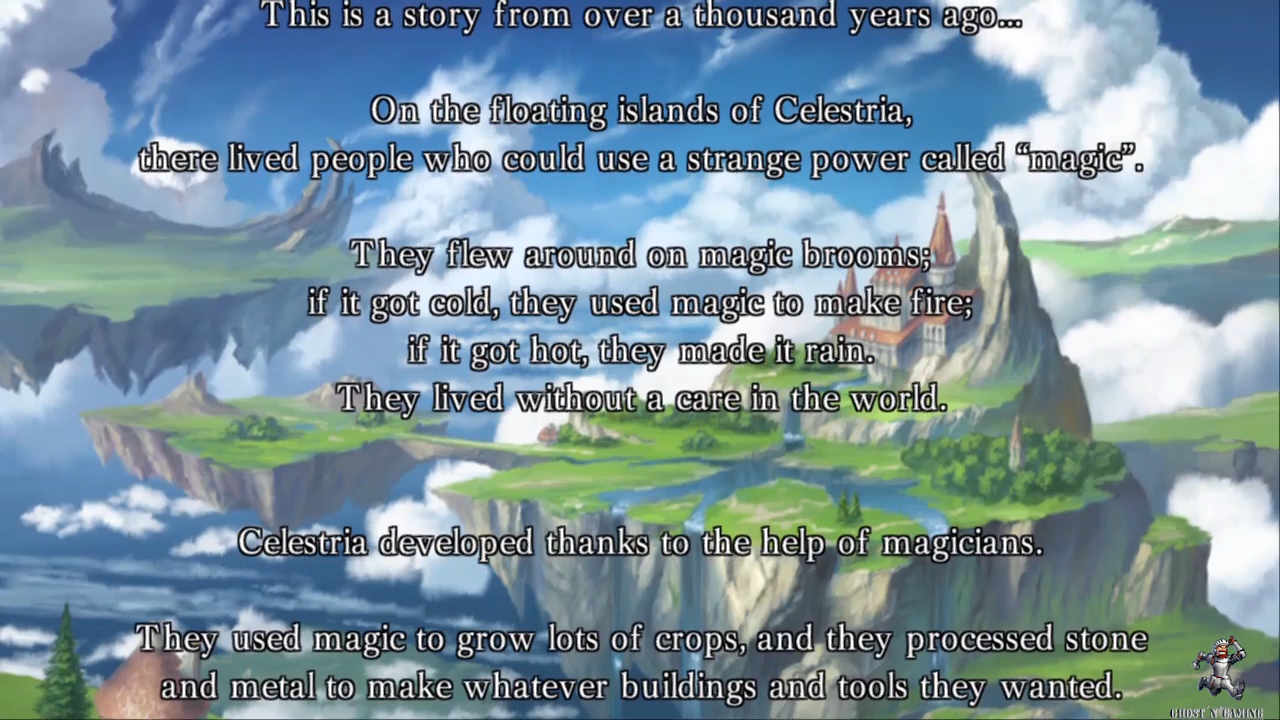 This is a story from over a thousand years ago...
On the floating islands of Celestria,
there lived people who could use a strange power called “magic”.
They flew around on magic brooms;
if it got cold, they used magic to make fire;
if it got hot, they made it rain.
They lived without a care in the world.
Celestria developed thanks to the help of magicians.
They used magic to grow lots of crops, and they processed stone
and metal to make whatever buildings and tools they wanted.
GHOST'N'GAMING